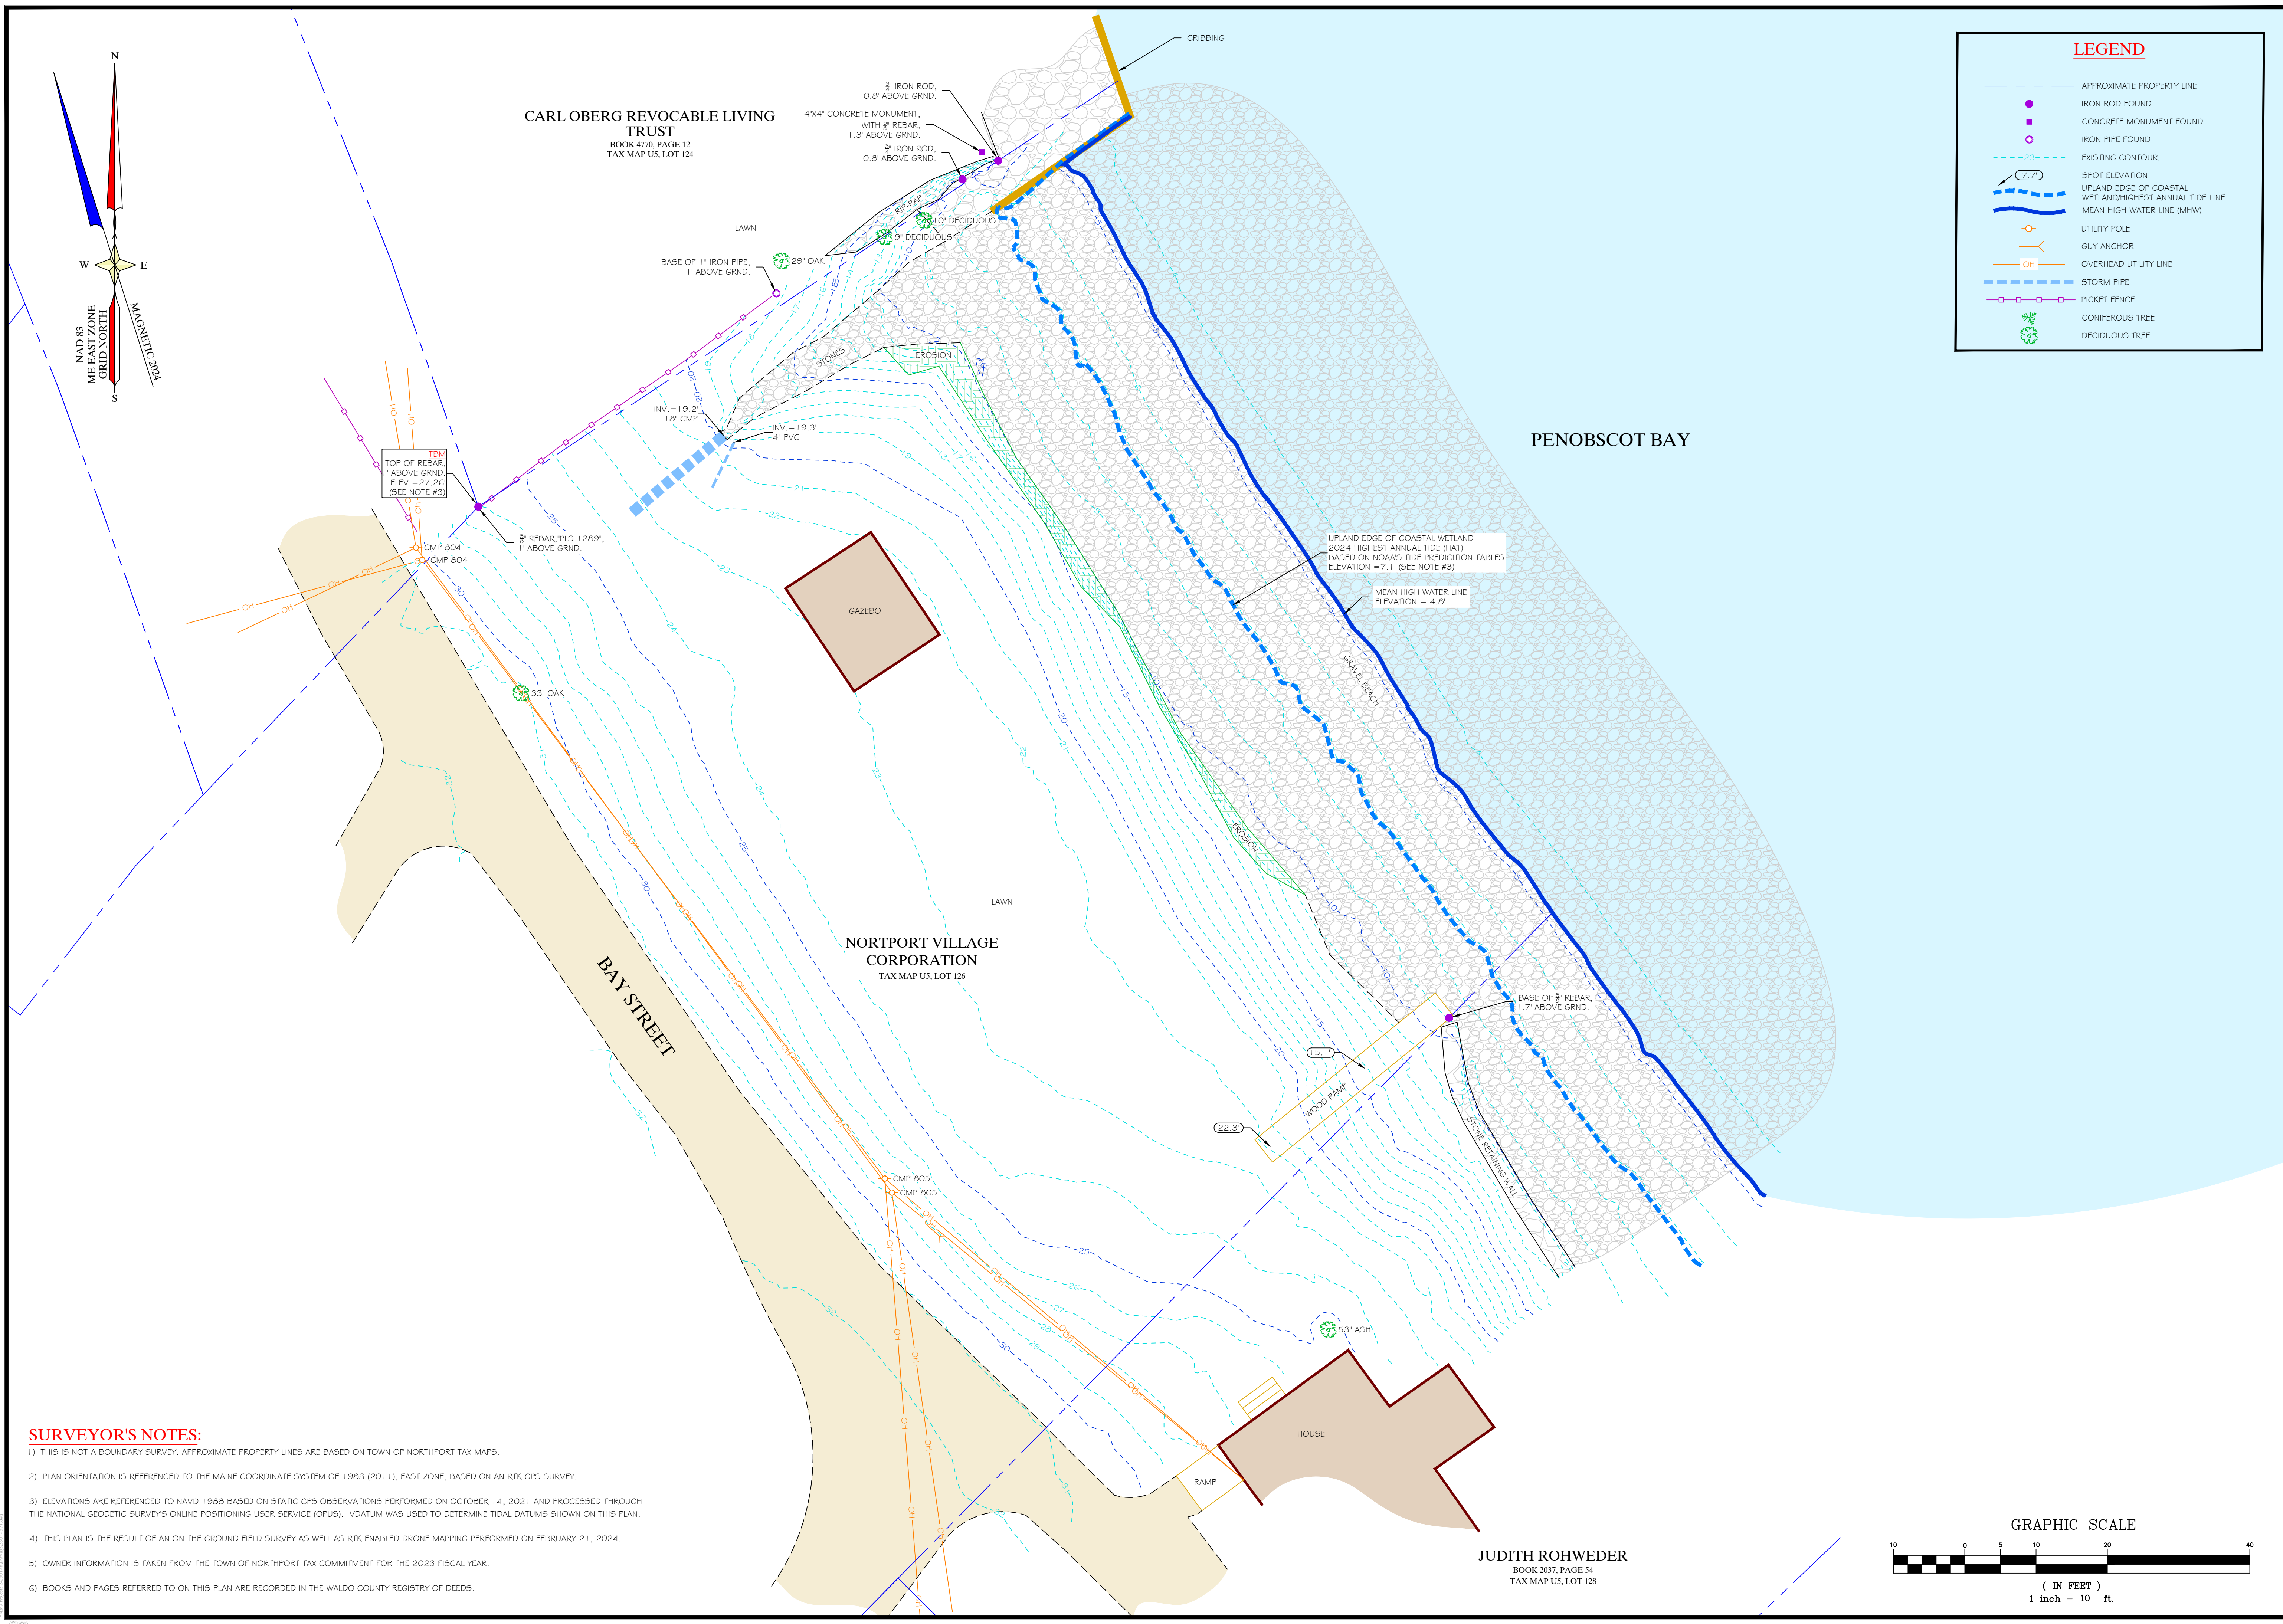 N
W
E
S
NAD 83
ME EAST ZONE
GRID NORTH
MAGNETIC 2024
CARL OBERG REVOCABLE LIVING
TRUST
BOOK 4770, PAGE 12
TAX MAP U5, LOT 124
CRIBBING
IRON ROD,
0.8' ABOVE GRND.
4"X4" CONCRETE MONUMENT,
WITH REBAR,
1.3' ABOVE GRND.
IRON ROD,
0.8' ABOVE GRND.
RIP-RAP
10" DECIDUOUS
9" DECIDUOUS
LAWN
29" OAK
BASE OF 1" IRON PIPE,
1' ABOVE GRND.
STONES
EROSION
INV.=19.2'
18" CMP
INV.=19.3'
4" PVC
TBM
TOP OF REBAR,
1' ABOVE GRND.
ELEV.=27.26'
(SEE NOTE #3)
REBAR,"PLS 1289",
1' ABOVE GRND.
CMP 804
CMP 804
33" OAK
GAZEBO
LEGEND
APPROXIMATE PROPERTY LINE
IRON ROD FOUND
CONCRETE MONUMENT FOUND
IRON PIPE FOUND
23
EXISTING CONTOUR
7.7'
SPOT ELEVATION
UPLAND EDGE OF COASTAL
WETLAND/HIGHEST ANNUAL TIDE LINE
MEAN HIGH WATER LINE (MHW)
UTILITY POLE
GUY ANCHOR
OH
OVERHEAD UTILITY LINE
STORM PIPE
PICKET FENCE
CONIFEROUS TREE
DECIDUOUS TREE
PENOBSCOT BAY
UPLAND EDGE OF COASTAL WETLAND
2024 HIGHEST ANNUAL TIDE (HAT)
BASED ON NOAA'S TIDE PREDICITION TABLES
ELEVATION =7.1' (SEE NOTE #3)
MEAN HIGH WATER LINE
ELEVATION = 4.8'
GRAVEL BEACH
EROSION
LAWN
NORTPORT VILLAGE
CORPORATION
TAX MAP U5, LOT 126
BAY STREET
BASE OF REBAR,
1.7' ABOVE GRND.
15.1'
WOOD RAMP
22.3'
STONE RETAINING WALL
CMP 805
CMP 805
25
26
27
28
29
30
32
53" ASH
HOUSE
RAMP
JUDITH ROHWEDER
BOOK 2037, PAGE 54
TAX MAP U5, LOT 128
SURVEYOR'S NOTES:
1) THIS IS NOT A BOUNDARY SURVEY. APPROXIMATE PROPERTY LINES ARE BASED ON TOWN OF NORTHPORT TAX MAPS.
2) PLAN ORIENTATION IS REFERENCED TO THE MAINE COORDINATE SYSTEM OF 1983 (2011), EAST ZONE, BASED ON AN RTK GPS SURVEY.
3) ELEVATIONS ARE REFERENCED TO NAVD 1988 BASED ON STATIC GPS OBSERVATIONS PERFORMED ON OCTOBER 14, 2021 AND PROCESSED THROUGH
THE NATIONAL GEODETIC SURVEY'S ONLINE POSITIONING USER SERVICE (OPUS). VDATUM WAS USED TO DETERMINE TIDAL DATUMS SHOWN ON THIS PLAN.
4) THIS PLAN IS THE RESULT OF AN ON THE GROUND FIELD SURVEY AS WELL AS RTK ENABLED DRONE MAPPING PERFORMED ON FEBRUARY 21, 2024.
5) OWNER INFORMATION IS TAKEN FROM THE TOWN OF NORTHPORT TAX COMMITMENT FOR THE 2023 FISCAL YEAR.
6) BOOKS AND PAGES REFERRED TO ON THIS PLAN ARE RECORDED IN THE WALDO COUNTY REGISTRY OF DEEDS.
GRAPHIC SCALE
10 0 5 10 20 40
( IN FEET )
1 inch = 10 ft.